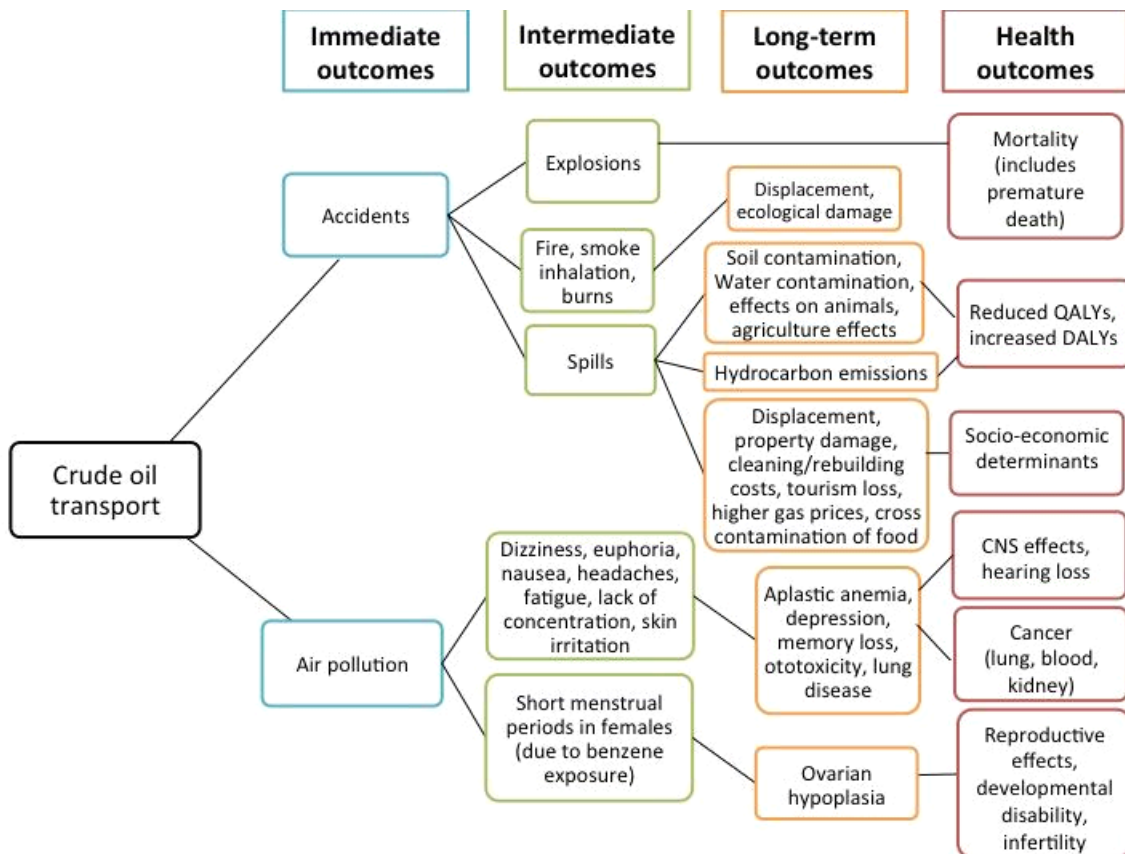 Immediate
outcomes
Intermediate
outcomes
Long-term
outcomes
Health
outcomes
Crude oil
transport
Accidents
Air pollution
Explosions
Fire, smoke
inhalation,
burns
Spills
Dizziness, euphoria,
nausea, headaches,
fatigue, lack of
concentration, skin
irritation
Short menstrual
periods in females
(due to benzene
exposure)
Displacement,
ecological damage
Soil contamination,
Water contamination,
effects on animals,
agriculture effects
Hydrocarbon emissions
Displacement,
property damage,
cleaning/rebuilding
costs, tourism loss,
higher gas prices, cross
contamination of food
Aplastic anemia,
depression,
memory loss,
ototoxicity, lung
disease
Ovarian
hypoplasia
Mortality
(includes
premature
death)
Reduced QALYs,
increased DALYs
Socio-economic
determinants
CNS effects,
hearing loss
Cancer
(lung, blood,
kidney)
Reproductive
effects,
developmental
disability,
infertility